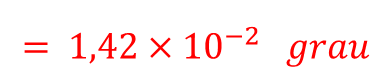 = 1,42 × 10⁻² grau